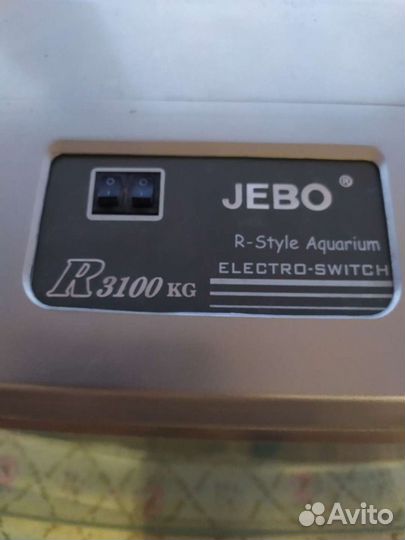 JEBO ®
R-Style Aquarium
ELECTRO-SWITCH
R3100 KG
Avito